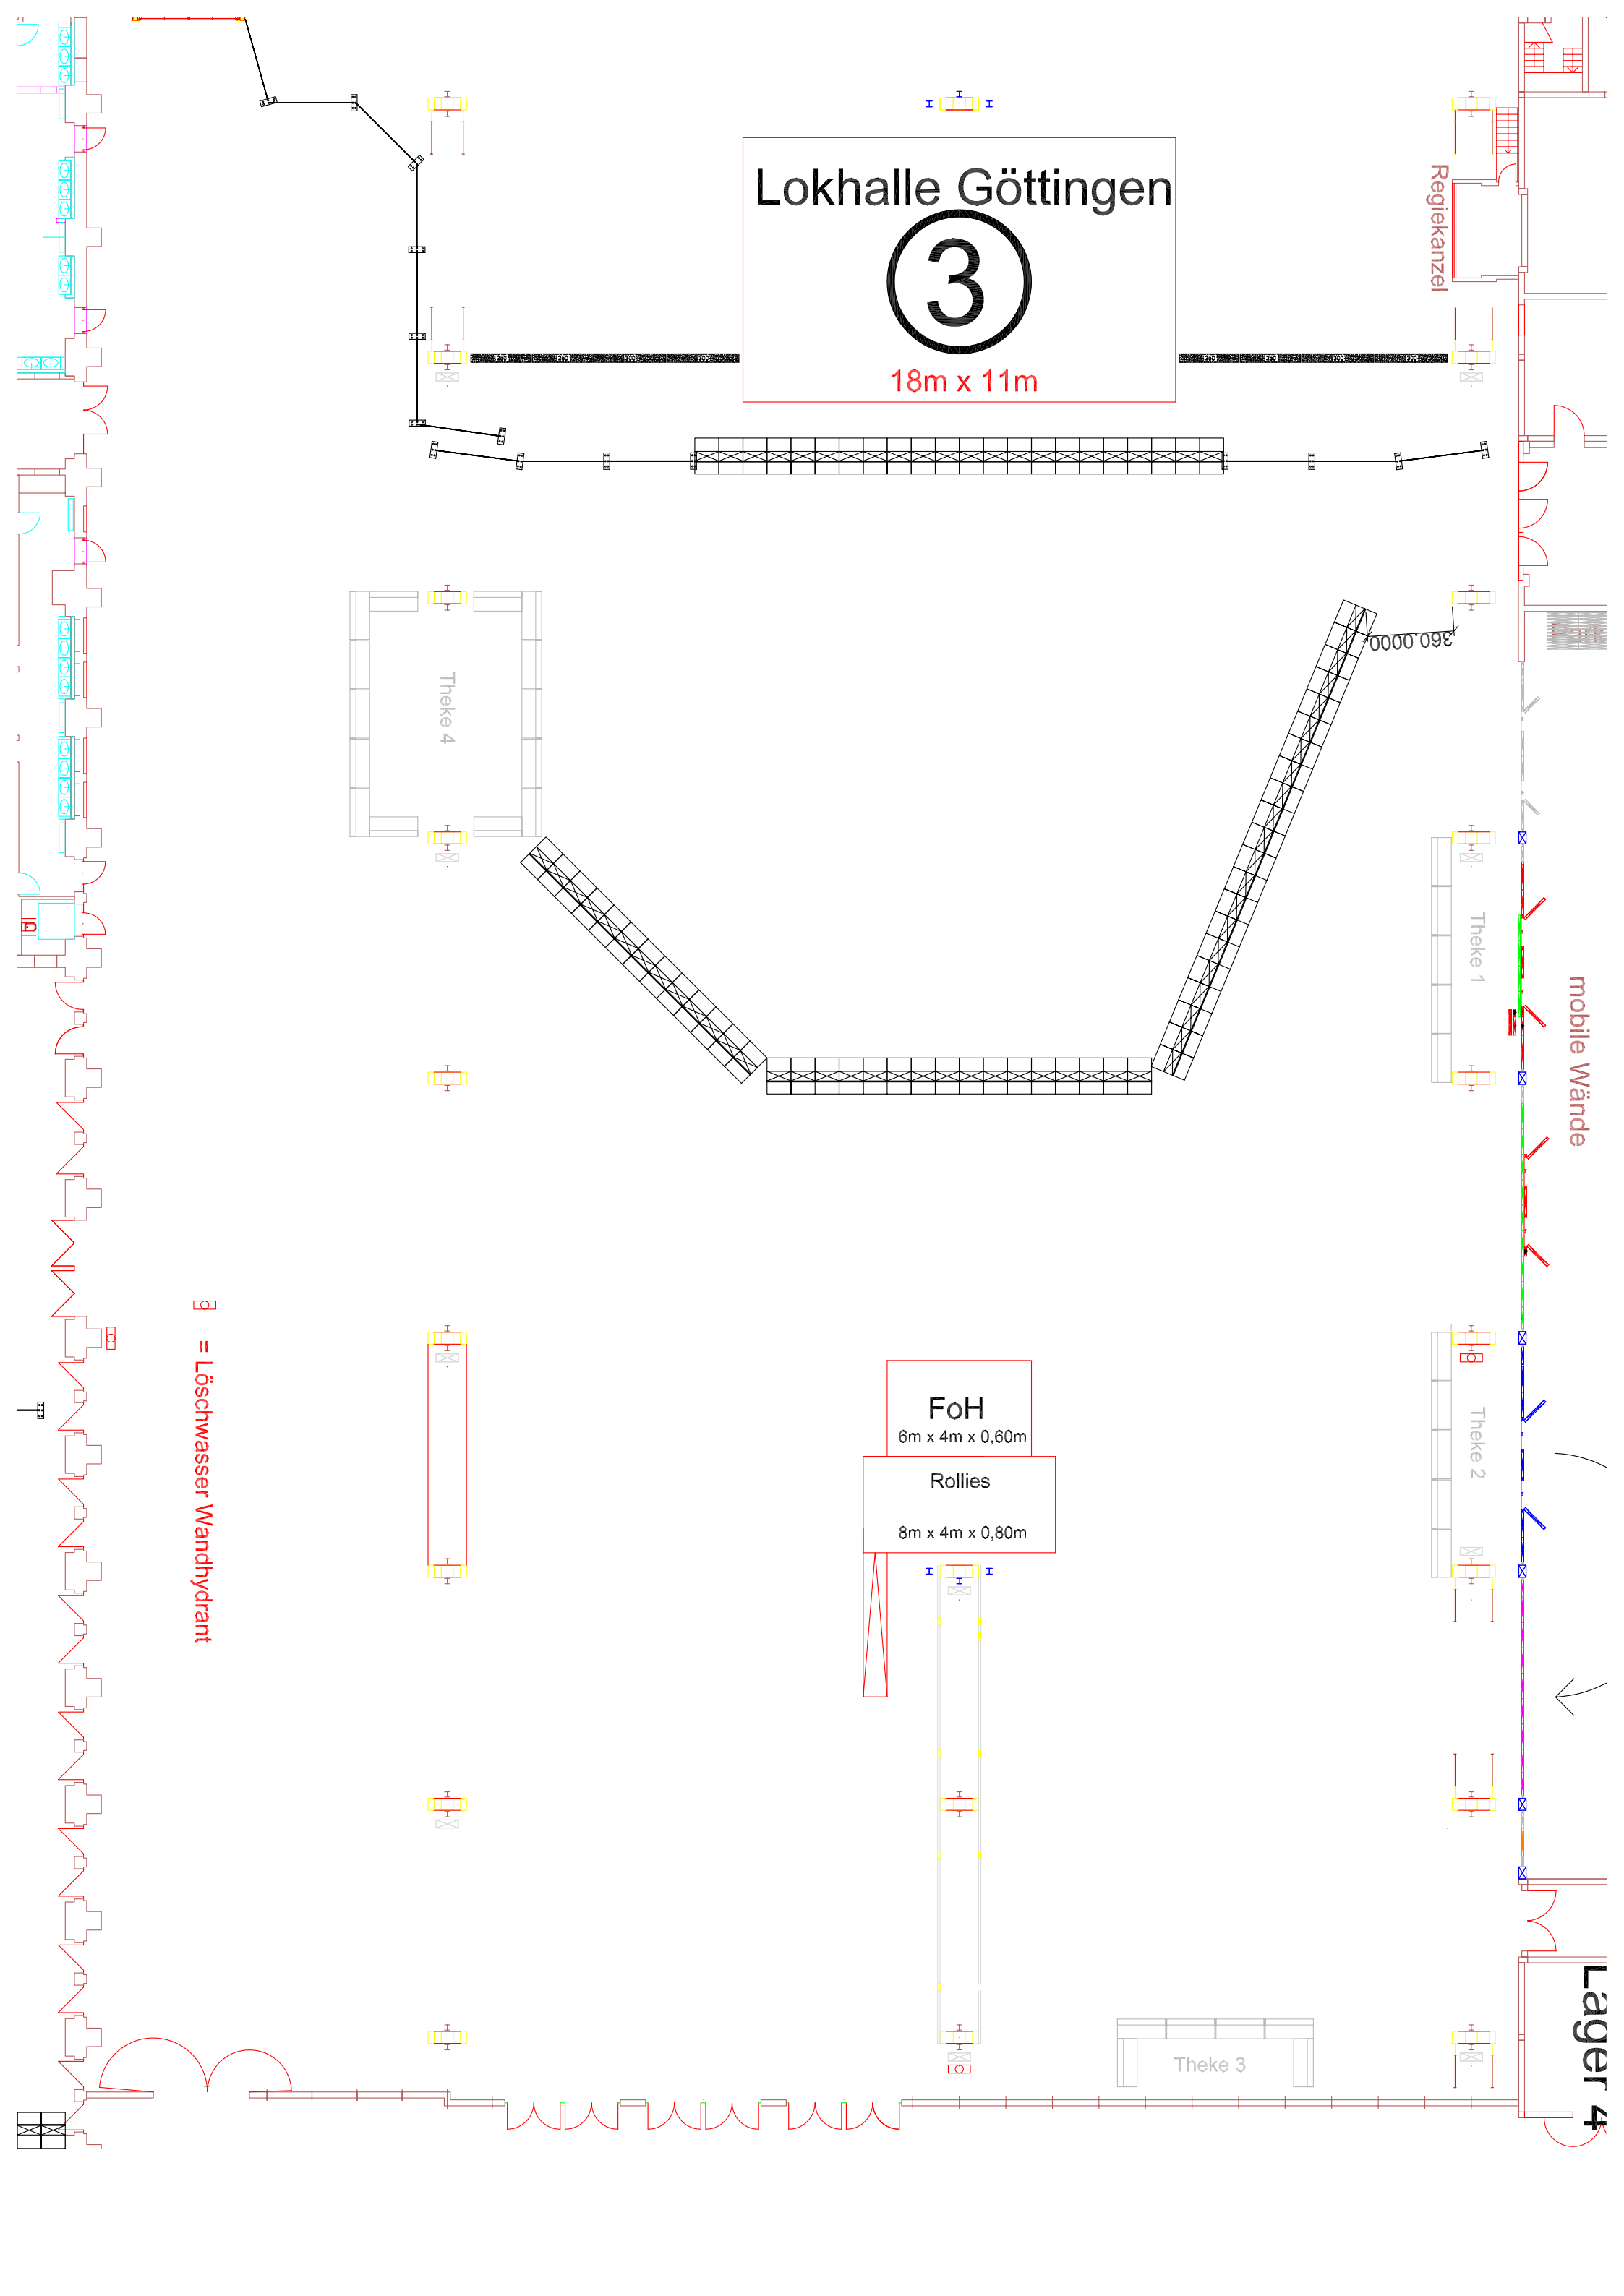 Lokhalle Göttingen
3
18m x 11m
Regiekanzel
360.0000
Park
Theke 4
Theke 1
mobile Wände
= Löschwasser Wandhydrant
FoH
6m x 4m x 0,60m
Rollies
8m x 4m x 0,80m
Theke 2
Theke 3
Lager 4